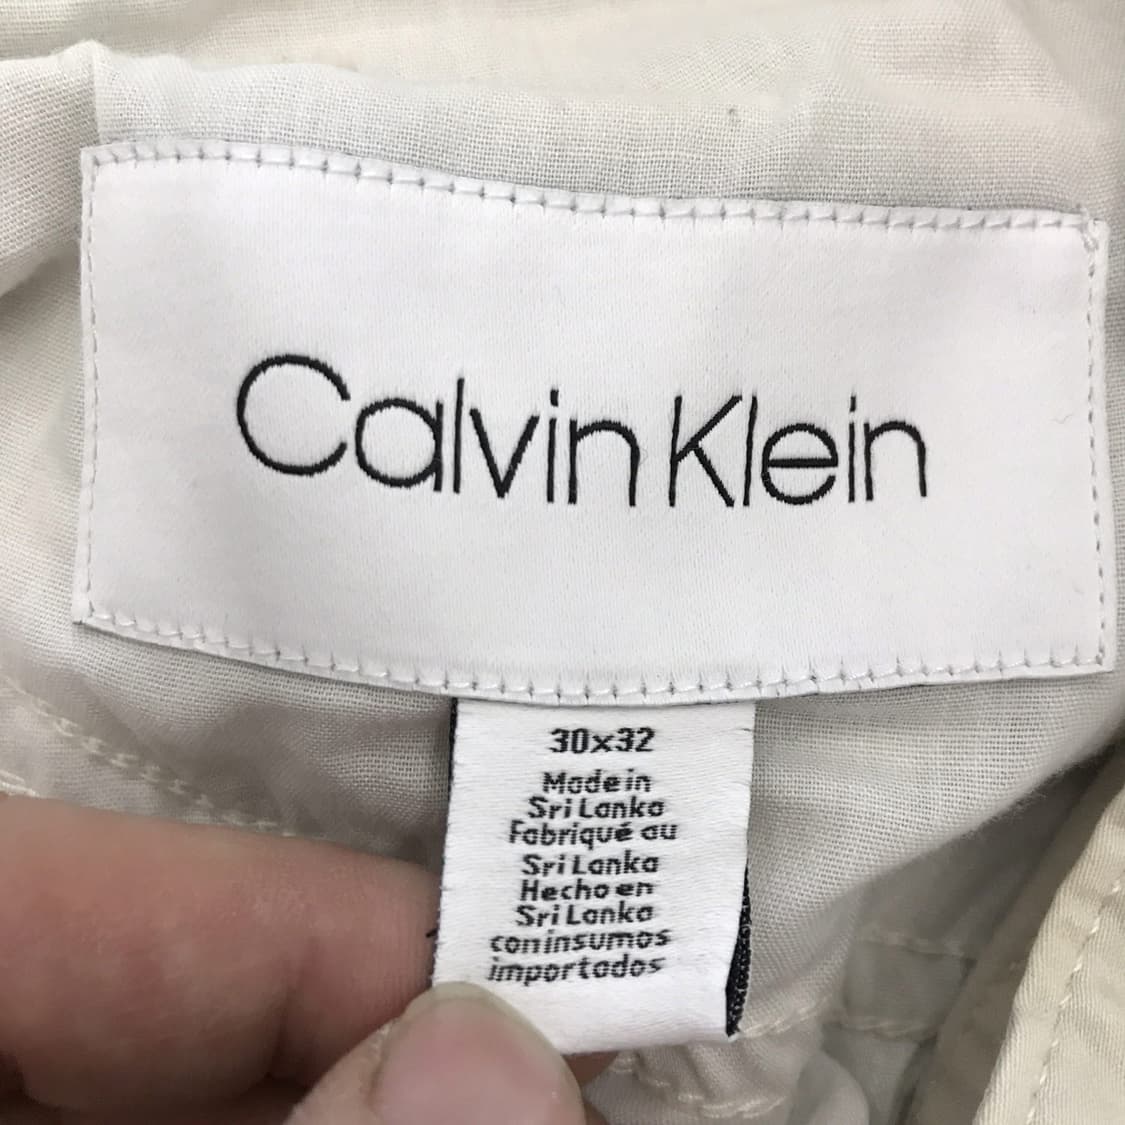 Calvin Klein
30x32
Made in
Sri Lanka
Fabriqué au
Sri Lanka
Hecho en
Sri Lanka
con insumos
importados